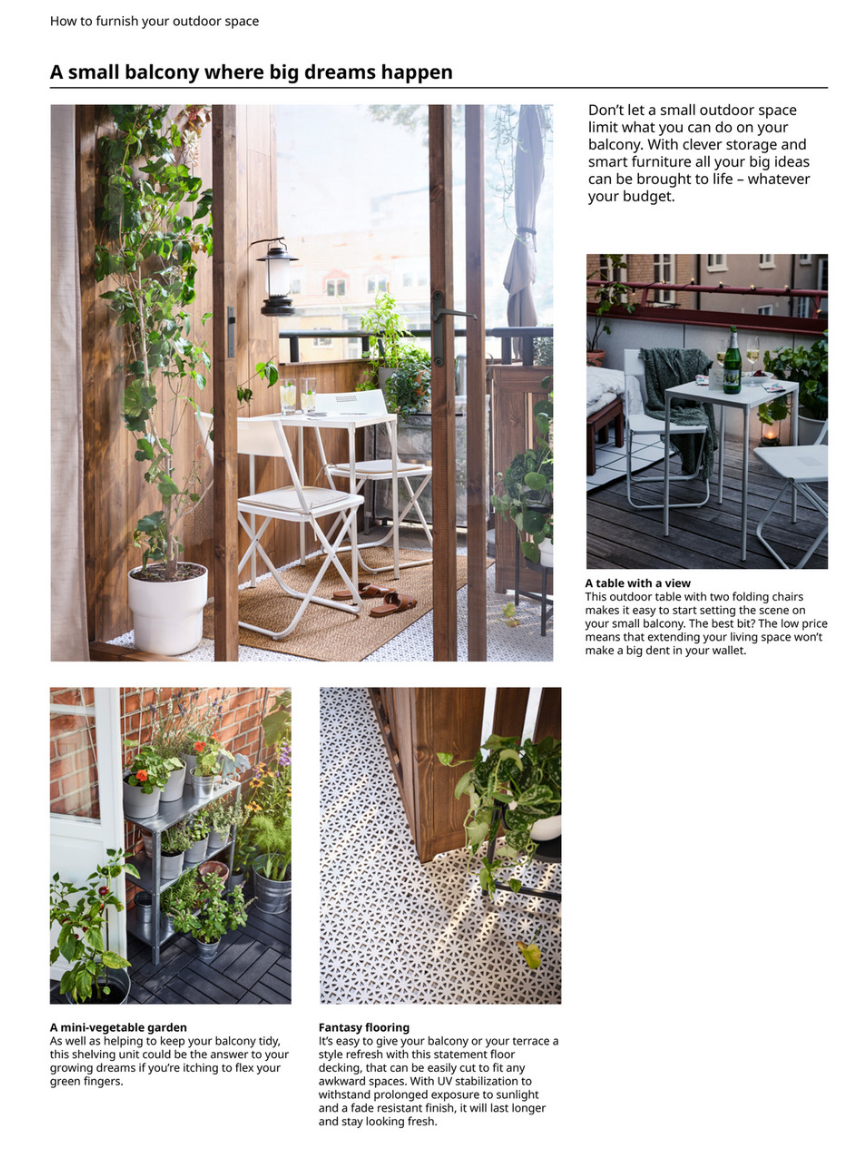 How to furnish your outdoor space
A small balcony where big dreams happen
Don’t let a small outdoor space
limit what you can do on your
balcony. With clever storage and
smart furniture all your big ideas
can be brought to life – whatever
your budget.
A table with a view
This outdoor table with two folding chairs
makes it easy to start setting the scene on
your small balcony. The best bit? The low price
means that extending your living space won’t
make a big dent in your wallet.
A mini-vegetable garden
As well as helping to keep your balcony tidy,
this shelving unit could be the answer to your
growing dreams if you’re itching to flex your
green fingers.
Fantasy flooring
It’s easy to give your balcony or your terrace a
style refresh with this statement floor
decking, that can be easily cut to fit any
awkward spaces. With UV stabilization to
withstand prolonged exposure to sunlight
and a fade resistant finish, it will last longer
and stay looking fresh.